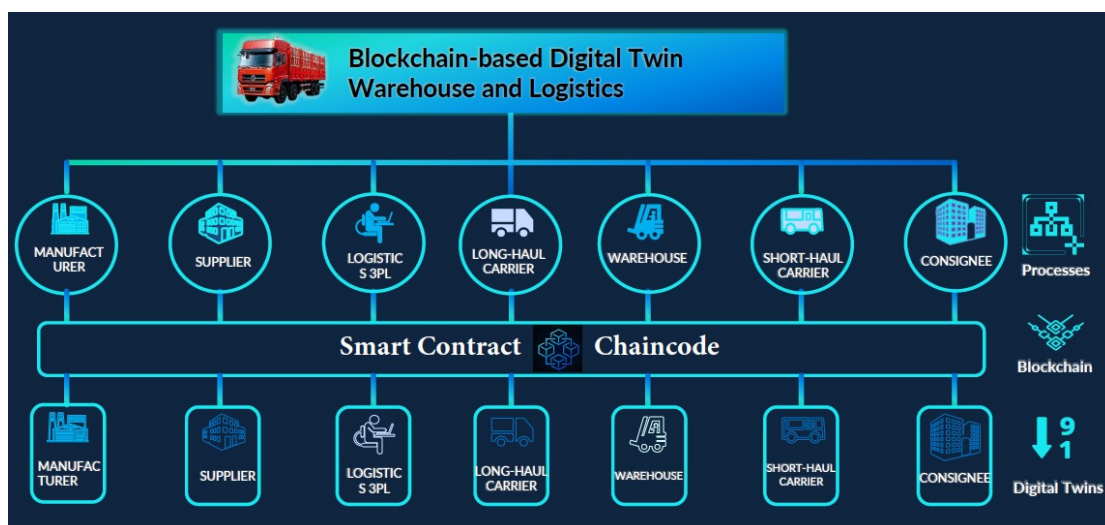 Blockchain-based Digital Twin
Warehouse and Logistics
MANUFACT
URER
SUPPLIER
LOGISTIC
S 3PL
LONG-HAUL
CARRIER
WAREHOUSE
SHORT-HAUL
CARRIER
CONSIGNEE
Processes
Smart Contract Chaincode
Blockchain
MANUFAC
TURER
SUPPLIER
LOGISTIC
S 3PL
LONG-HAUL
CARRIER
WAREHOUSE
SHORT-HAUL
CARRIER
CONSIGNEE
9
1
Digital Twins